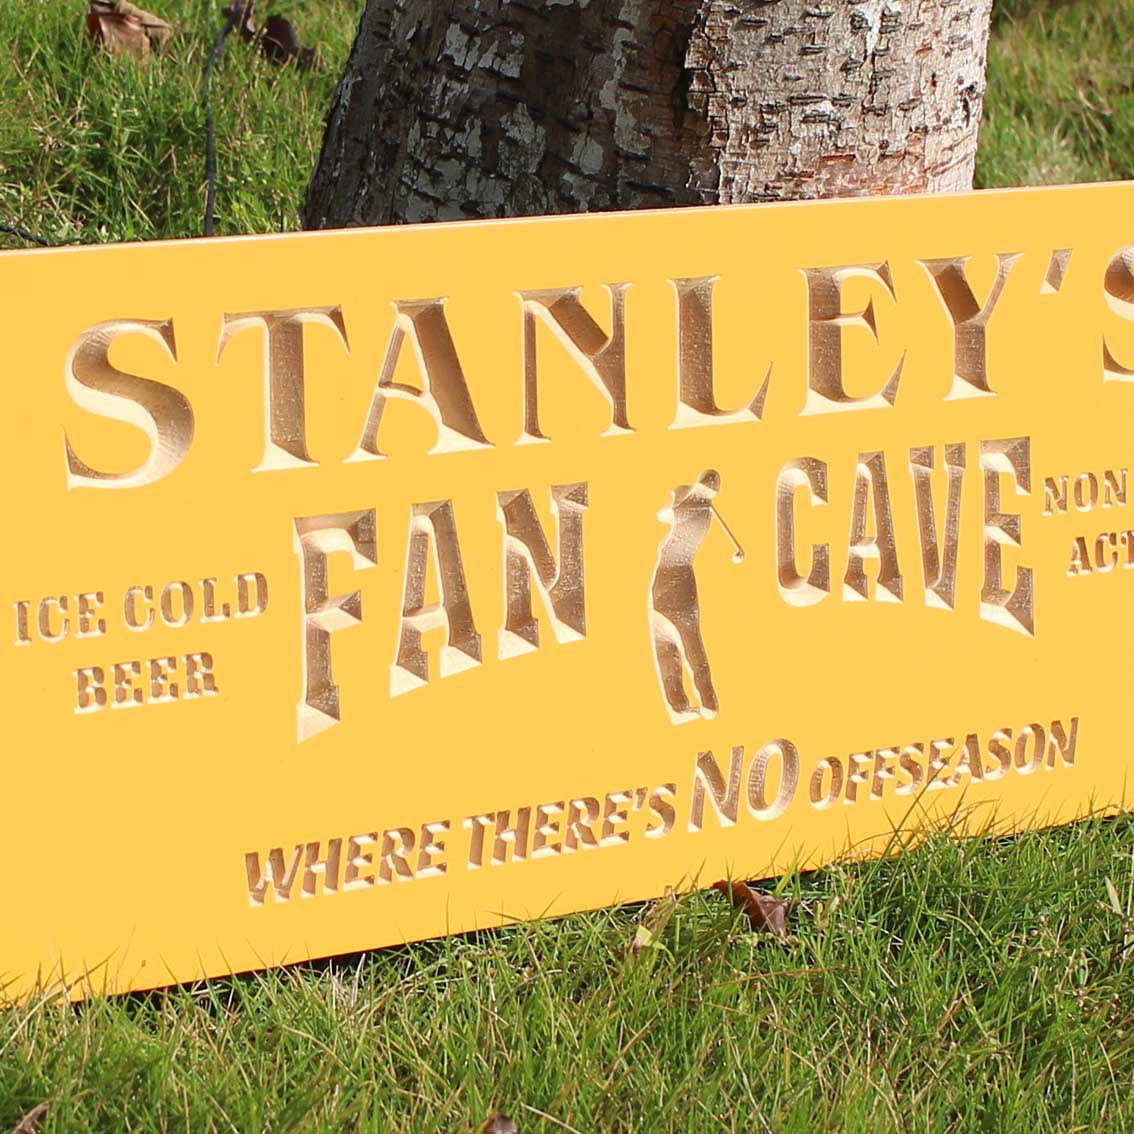 STANLEY'S
FAN CAVE
ICE COLD
BEER
NON
WHERE THERE'S NO OFFSEASON